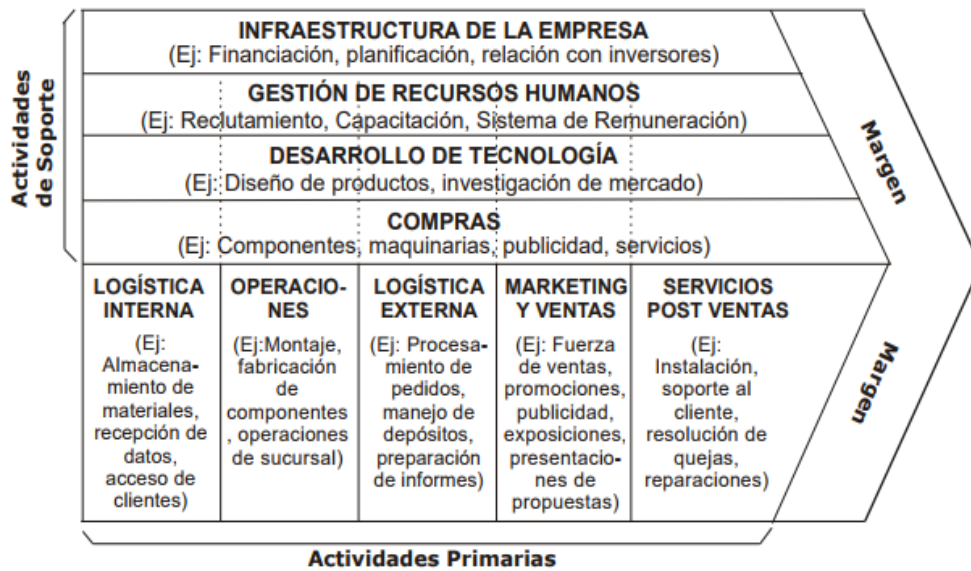 Actividades
de Soporte
INFRAESTRUCTURA DE LA EMPRESA
(Ej: Financiación, planificación, relación con inversores)
GESTIÓN DE RECURSOS HUMANOS
(Ej: Reclutamiento, Capacitación, Sistema de Remuneración)
DESARROLLO DE TECNOLOGÍA
(Ej: Diseño de productos, investigación de mercado)
COMPRAS
(Ej: Componentes, maquinarias, publicidad, servicios)
Margen
LOGÍSTICA
INTERNA
(Ej:
Almacena-
miento de
materiales,
recepción de
datos,
acceso de
clientes)
OPERACIO-
NES
(Ej:Montaje,
fabricación
de
componentes
, operaciones
de sucursal)
LOGÍSTICA
EXTERNA
(Ej: Procesa-
miento de
pedidos,
manejo de
depósitos,
preparación
de informes)
MARKETING
Y VENTAS
(Ej: Fuerza
de ventas,
promociones,
publicidad,
exposiciones,
presentacio-
nes de
propuestas)
SERVICIOS
POST VENTAS
(Ej:
Instalación,
soporte al
cliente,
resolución de
quejas,
reparaciones)
Margen
Actividades Primarias